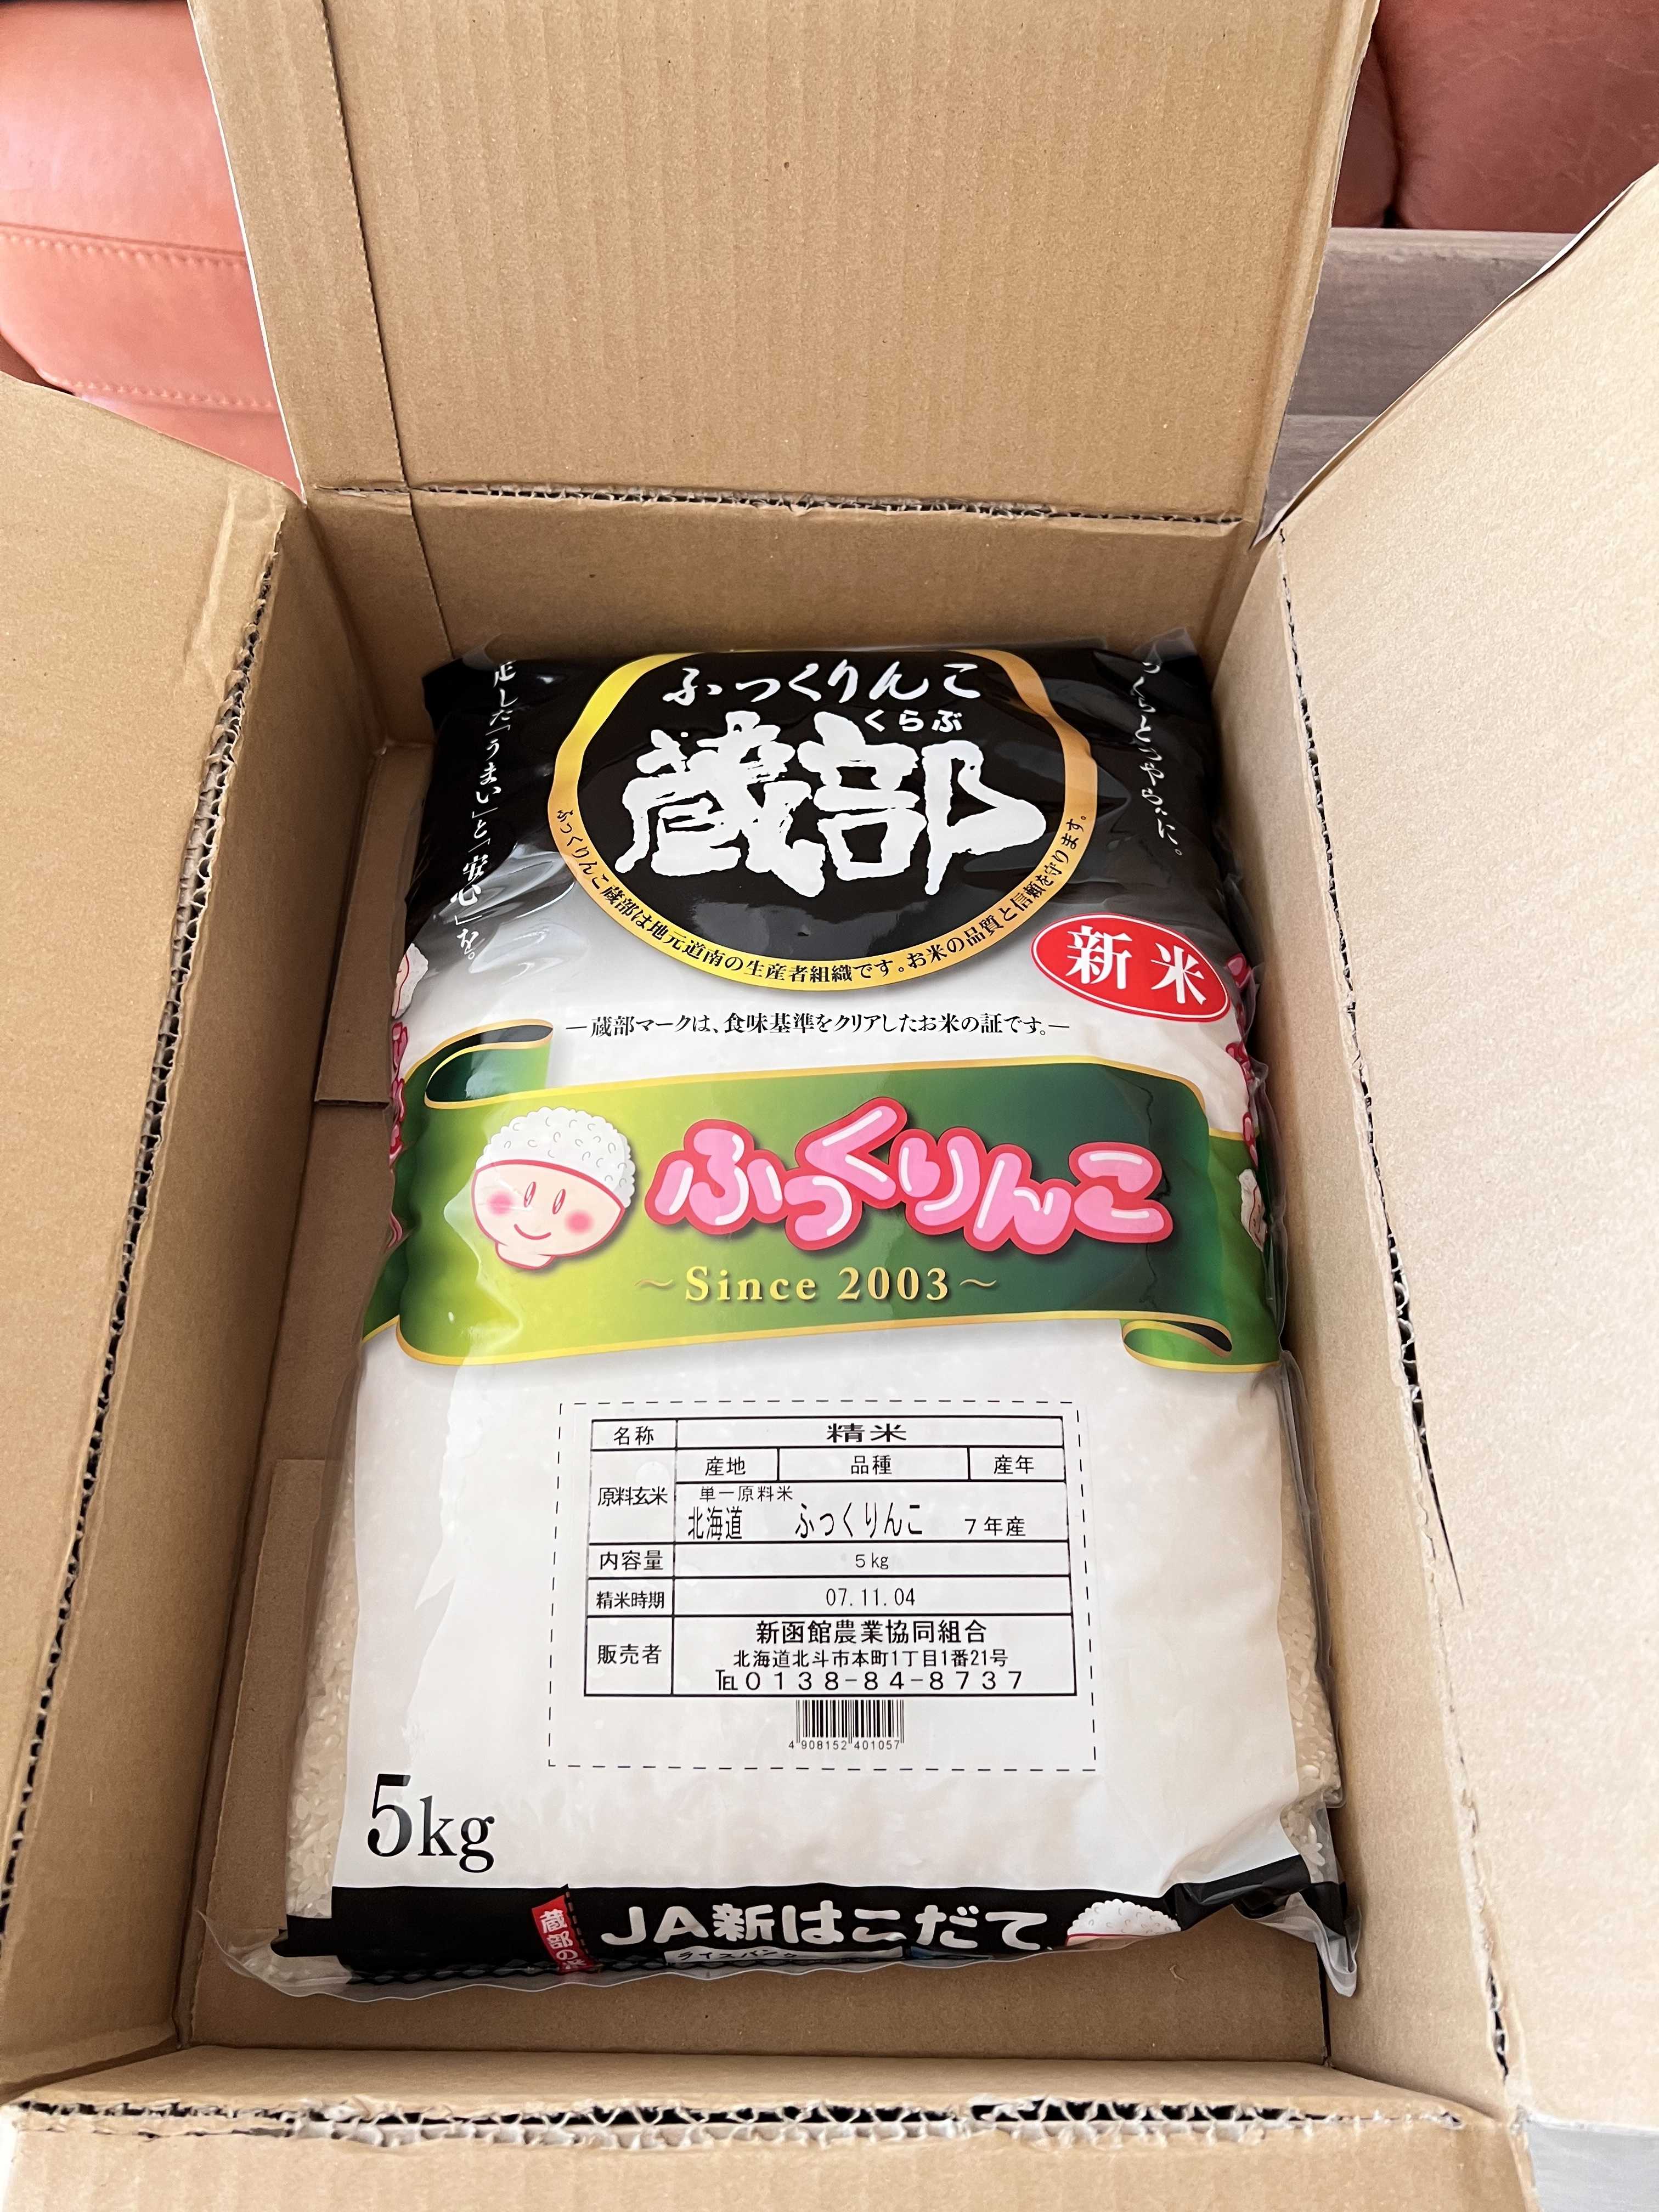 ふっくりんこ
くらぶ
蔵部
ふっくりんこ蔵部は地元道南の生産者組織です。お米の品質と信頼を守ります。
した「うまい」と「安心」を。
新米
―蔵部マークは、食味基準をクリアしたお米の証です。―
ふっくりんこ
～Since 2003～
名称 精米
産地 品種 産年
原料玄米 単一原料米
北海道 ふっくりんこ 7年産
内容量 5kg
精米時期 07.11.04
販売者 新函館農業協同組合
北海道北斗市本町1丁目1番21号
℡0138-84-8737
4 908152 401057
5kg
蔵部の
JA新はこだて